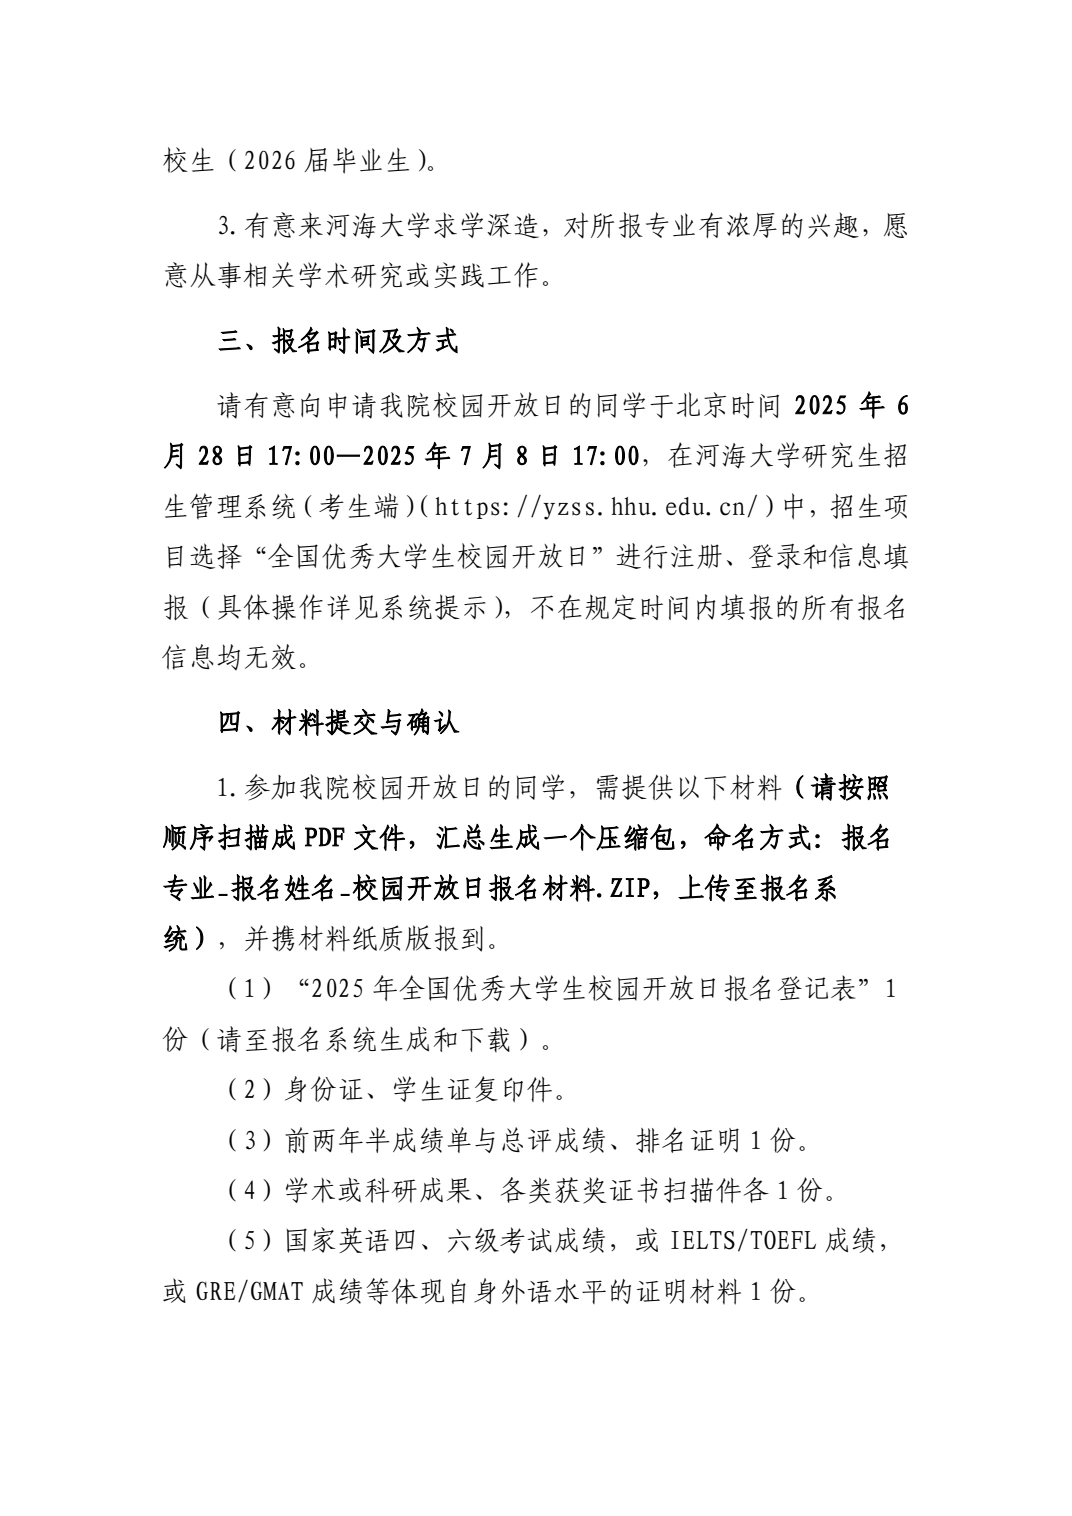 校生（2026 届毕业生）。
3.有意来河海大学求学深造，对所报专业有浓厚的兴趣，愿
意从事相关学术研究或实践工作。
三、报名时间及方式
请有意向申请我院校园开放日的同学于北京时间 2025 年 6
月 28 日 17:00—2025 年 7 月 8 日 17:00，在河海大学研究生招
生管理系统（考生端）（https://yzss.hhu.edu.cn/）中，招生项
目选择“全国优秀大学生校园开放日”进行注册、登录和信息填
报（具体操作详见系统提示），不在规定时间内填报的所有报名
信息均无效。
四、材料提交与确认
1.参加我院校园开放日的同学，需提供以下材料（请按照
顺序扫描成 PDF 文件，汇总生成一个压缩包，命名方式：报名
专业_报名姓名_校园开放日报名材料.ZIP，上传至报名系
统），并携材料纸质版报到。
（1）“2025 年全国优秀大学生校园开放日报名登记表”1
份（请至报名系统生成和下载）。
（2）身份证、学生证复印件。
（3）前两年半成绩单与总评成绩、排名证明 1 份。
（4）学术或科研成果、各类获奖证书扫描件各 1 份。
（5）国家英语四、六级考试成绩，或 IELTS/TOEFL 成绩，
或 GRE/GMAT 成绩等体现自身外语水平的证明材料 1 份。